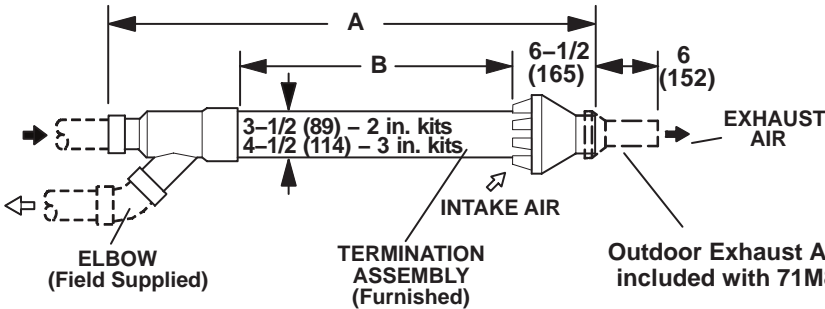 A
B
6–1/2
(165)
6
(152)
3–1/2 (89) – 2 in. kits
4–1/2 (114) – 3 in. kits
EXHAUST
AIR
INTAKE AIR
ELBOW
(Field Supplied)
TERMINATION
ASSEMBLY
(Furnished)
Outdoor Exhaust
included with